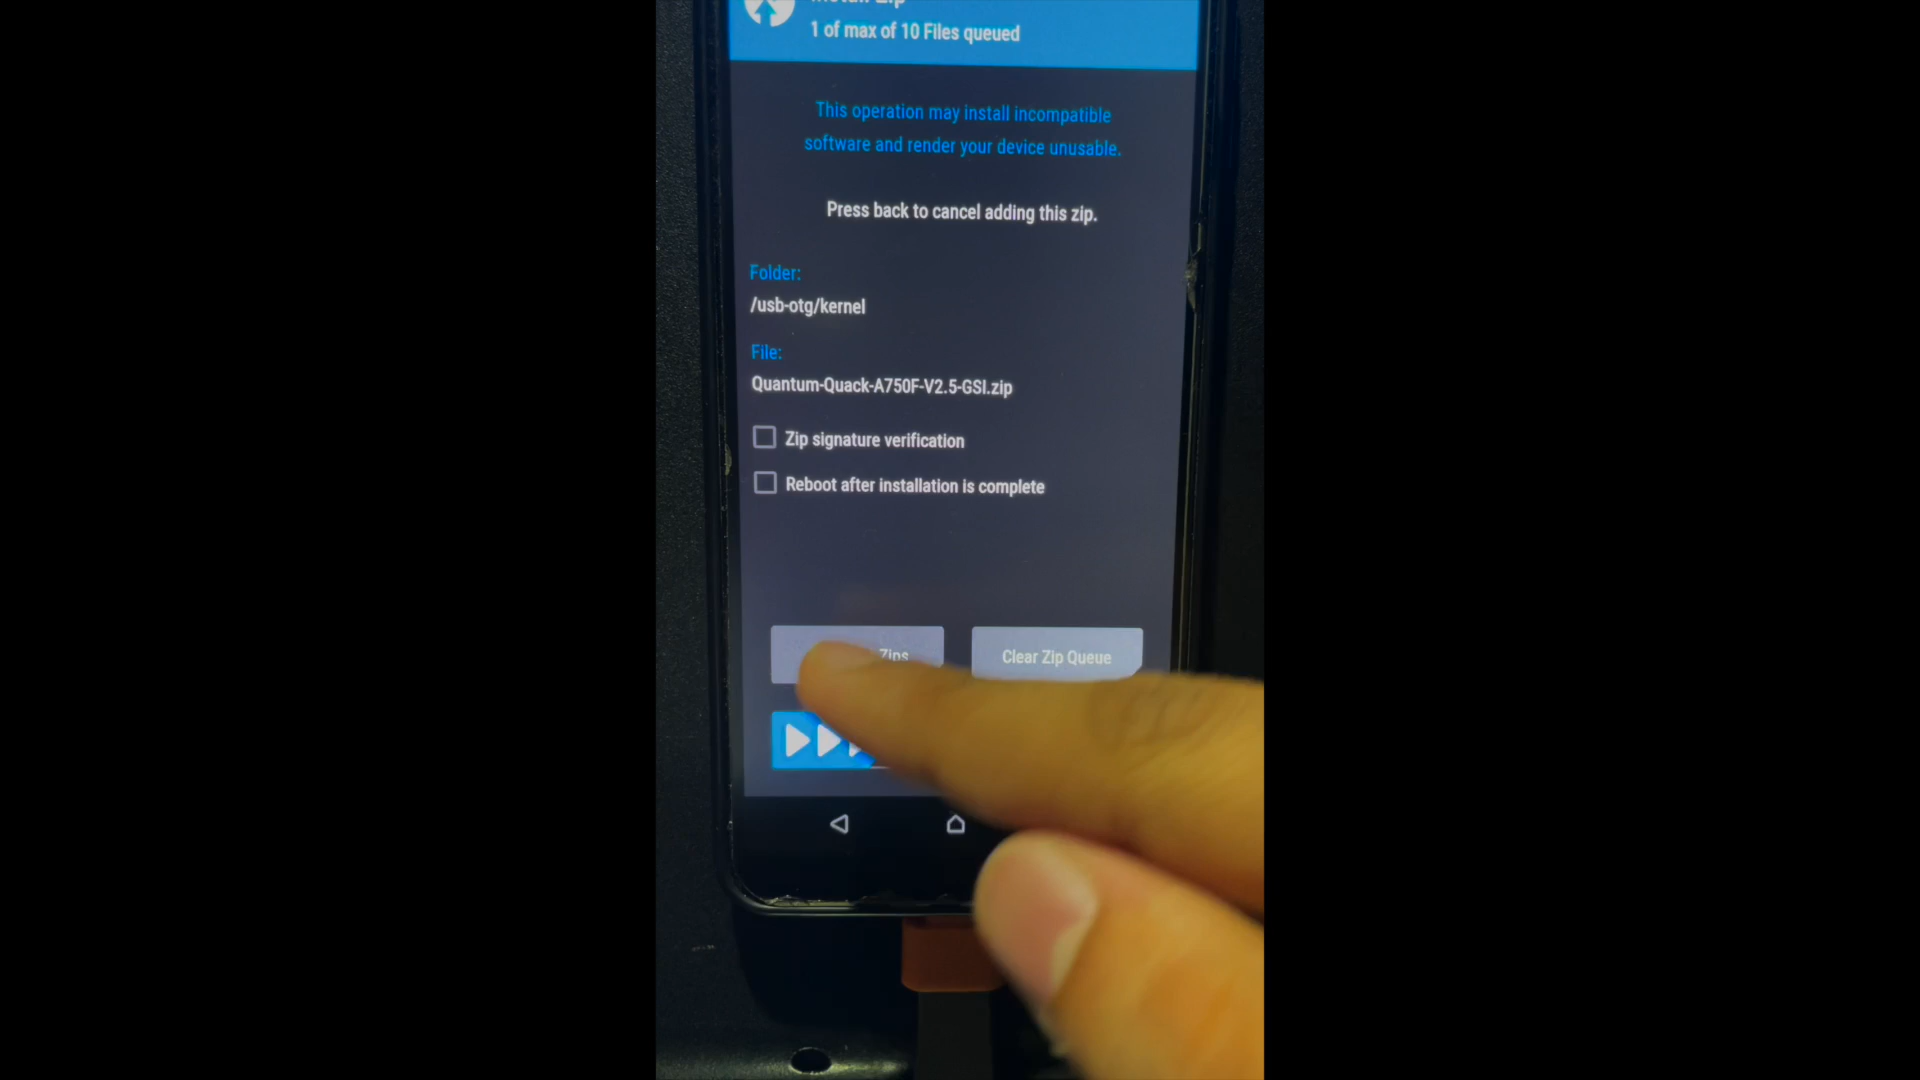 Install Zip
1 of max of 10 Files queued
This operation may install incompatible
software and render your device unusable.
Press back to cancel adding this zip.
Folder:
/usb-otg/kernel
File:
Quantum-Quack-A750F-V2.5-GSI.zip
Zip signature verification
Reboot after installation is complete
Zips
Clear Zip Queue